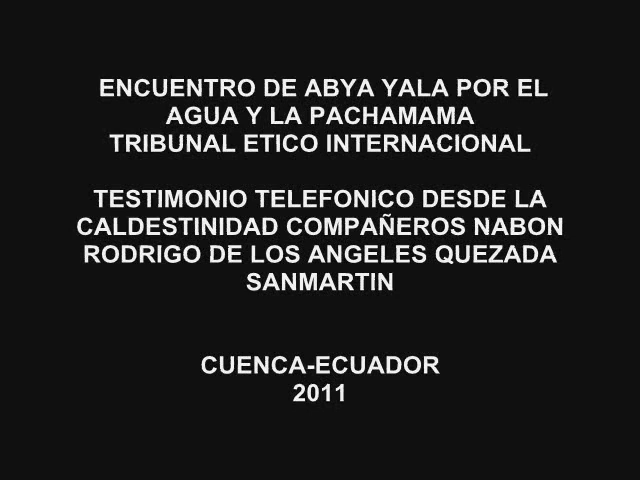 ENCUENTRO DE ABYA YALA POR EL
AGUA Y LA PACHAMAMA
TRIBUNAL ETICO INTERNACIONAL
TESTIMONIO TELEFONICO DESDE LA
CALDESTINIDAD COMPAÑEROS NABON
RODRIGO DE LOS ANGELES QUEZADA
SANMARTIN
CUENCA-ECUADOR
2011